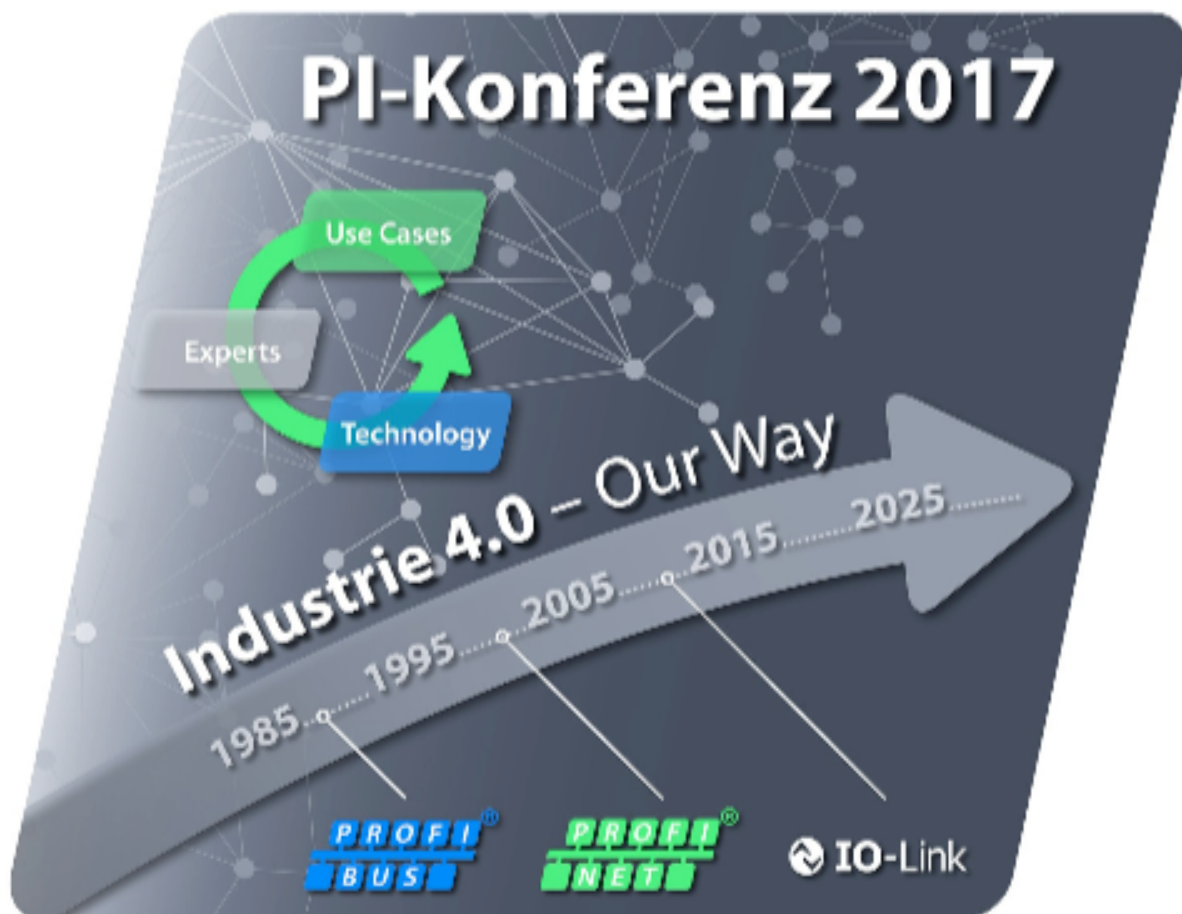 PI-Konferenz 2017
Use Cases
Experts
Technology
Industrie 4.0 – Our Way
1985 1995 2005 2015 2025
PROFI®
BUS
PROFI®
NET
IO-Link